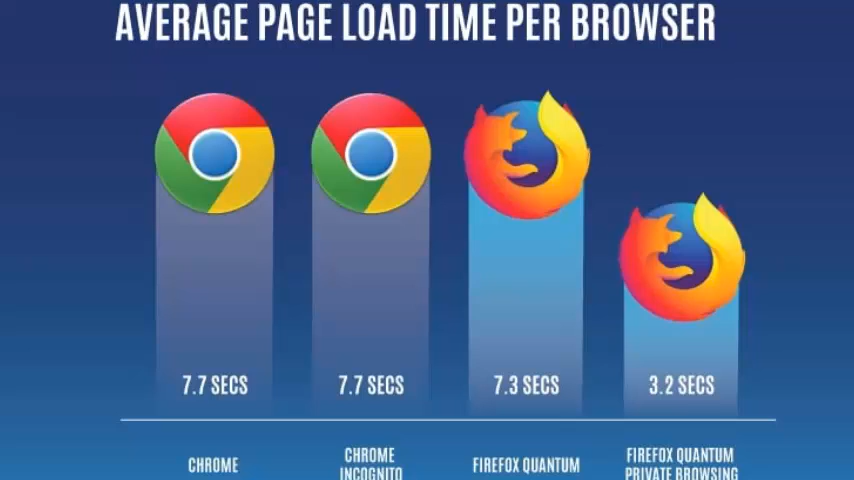 AVERAGE PAGE LOAD TIME PER BROWSER
7.7 SECS
7.7 SECS
7.3 SECS
3.2 SECS
CHROME
CHROME
INCOGNITO
FIREFOX QUANTUM
FIREFOX QUANTUM
PRIVATE BROWSING